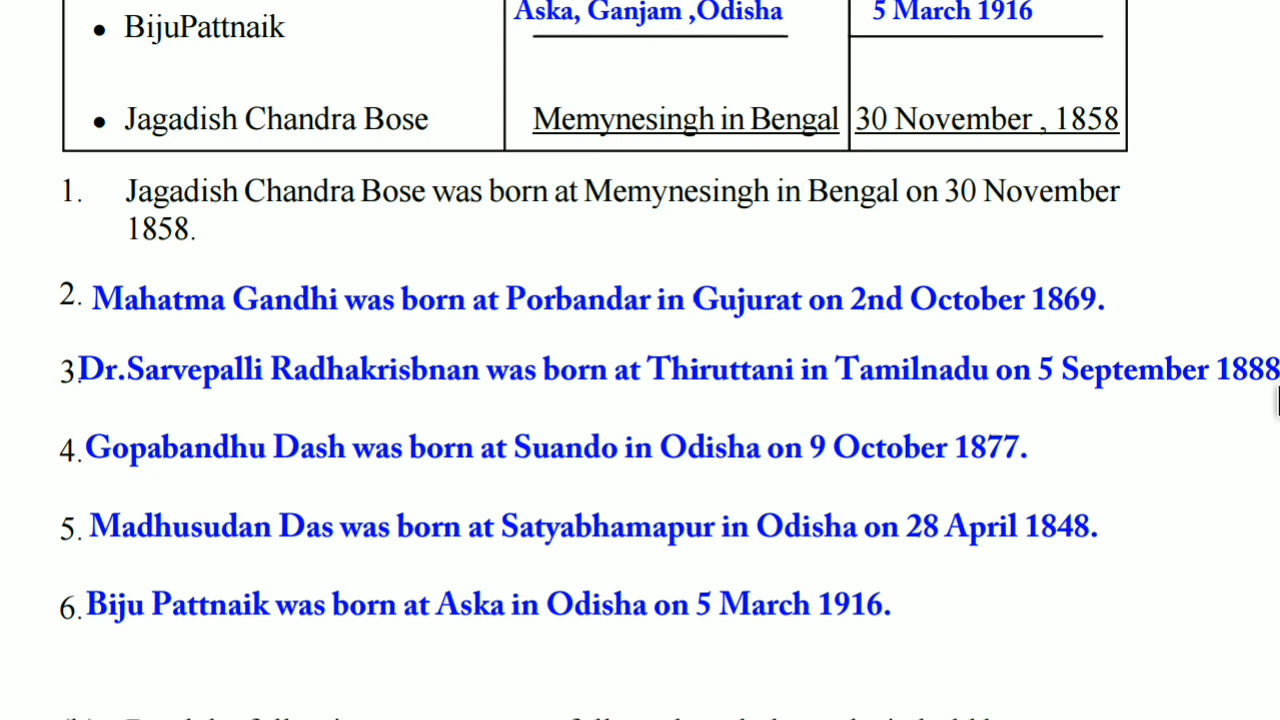 Aska, Ganjam ,Odisha 5 March 1916
• BijuPattnaik
• Jagadish Chandra Bose Memynesingh in Bengal 30 November , 1858
1. Jagadish Chandra Bose was born at Memynesingh in Bengal on 30 November
1858.
2. Mahatma Gandhi was born at Porbandar in Gujurat on 2nd October 1869.
3.Dr.Sarvepalli Radhakrisbnan was born at Thiruttani in Tamilnadu on 5 September 1888
4. Gopabandhu Dash was born at Suando in Odisha on 9 October 1877.
5. Madhusudan Das was born at Satyabhamapur in Odisha on 28 April 1848.
6. Biju Pattnaik was born at Aska in Odisha on 5 March 1916.